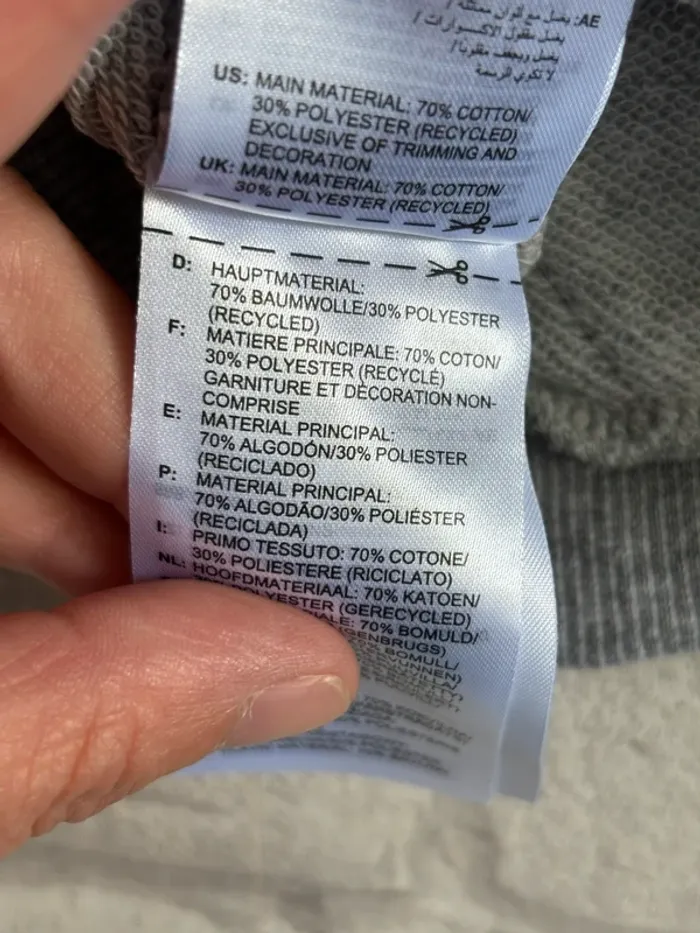 AE: يغسل مع ألوان مماثلة /
يغسل مقلوب الاكسسوارات /
يغسل ويجفف مقلوبا/
لا تكوي الرسمة
US: MAIN MATERIAL: 70% COTTON/
30% POLYESTER (RECYCLED)
EXCLUSIVE OF TRIMMING AND
DECORATION
UK: MAIN MATERIAL: 70% COTTON/
30% POLYESTER (RECYCLED)
D: HAUPTMATERIAL:
70% BAUMWOLLE/30% POLYESTER
(RECYCLED)
F: MATIERE PRINCIPALE: 70% COTON/
30% POLYESTER (RECYCLÉ)
GARNITURE ET DÉCORATION NON-
COMPRISE
E: MATERIAL PRINCIPAL:
70% ALGODÓN/30% POLIESTER
(RECICLADO)
P: MATERIAL PRINCIPAL:
70% ALGODÃO/30% POLIÉSTER
(RECICLADA)
I: PRIMO TESSUTO: 70% COTONE/
30% POLIESTERE (RICICLATO)
NL: HOOFDMATERIAAL: 70% KATOEN/
POLYESTER (GERECYCLED)
70% BOMULD/
(GENBRUGS)
BOMULL/